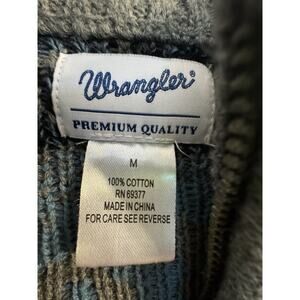 Wrangler®
PREMIUM QUALITY
M
100% COTTON
RN 69377
MADE IN CHINA
FOR CARE SEE REVERSE